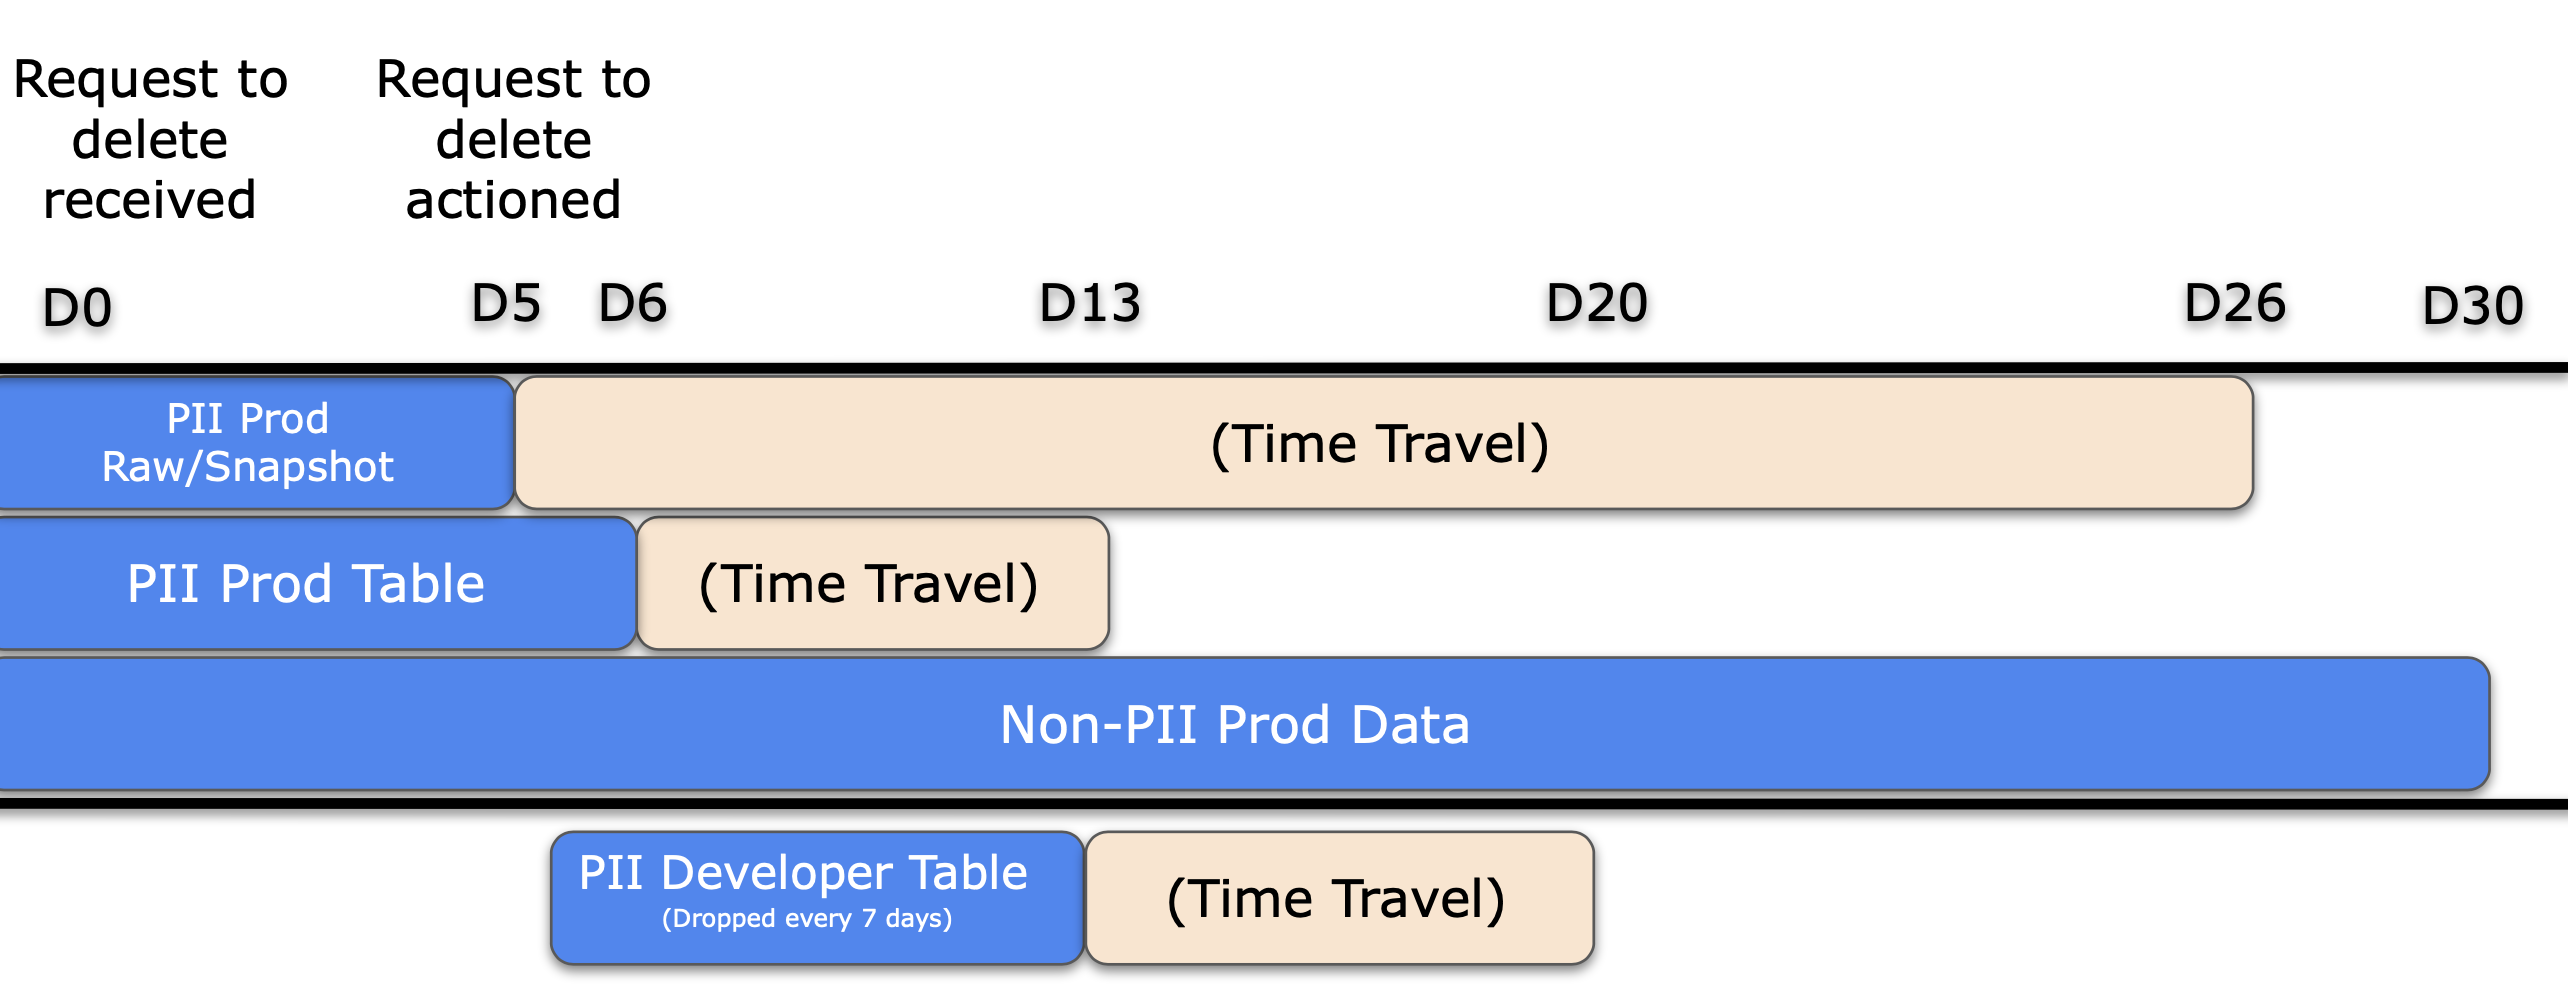 Request to
delete
received
Request to
delete
actioned
D0
D5
D6
D13
D20
D26
D30
PII Prod
Raw/Snapshot
(Time Travel)
PII Prod Table
(Time Travel)
Non-PII Prod Data
PII Developer Table
(Dropped every 7 days)
(Time Travel)